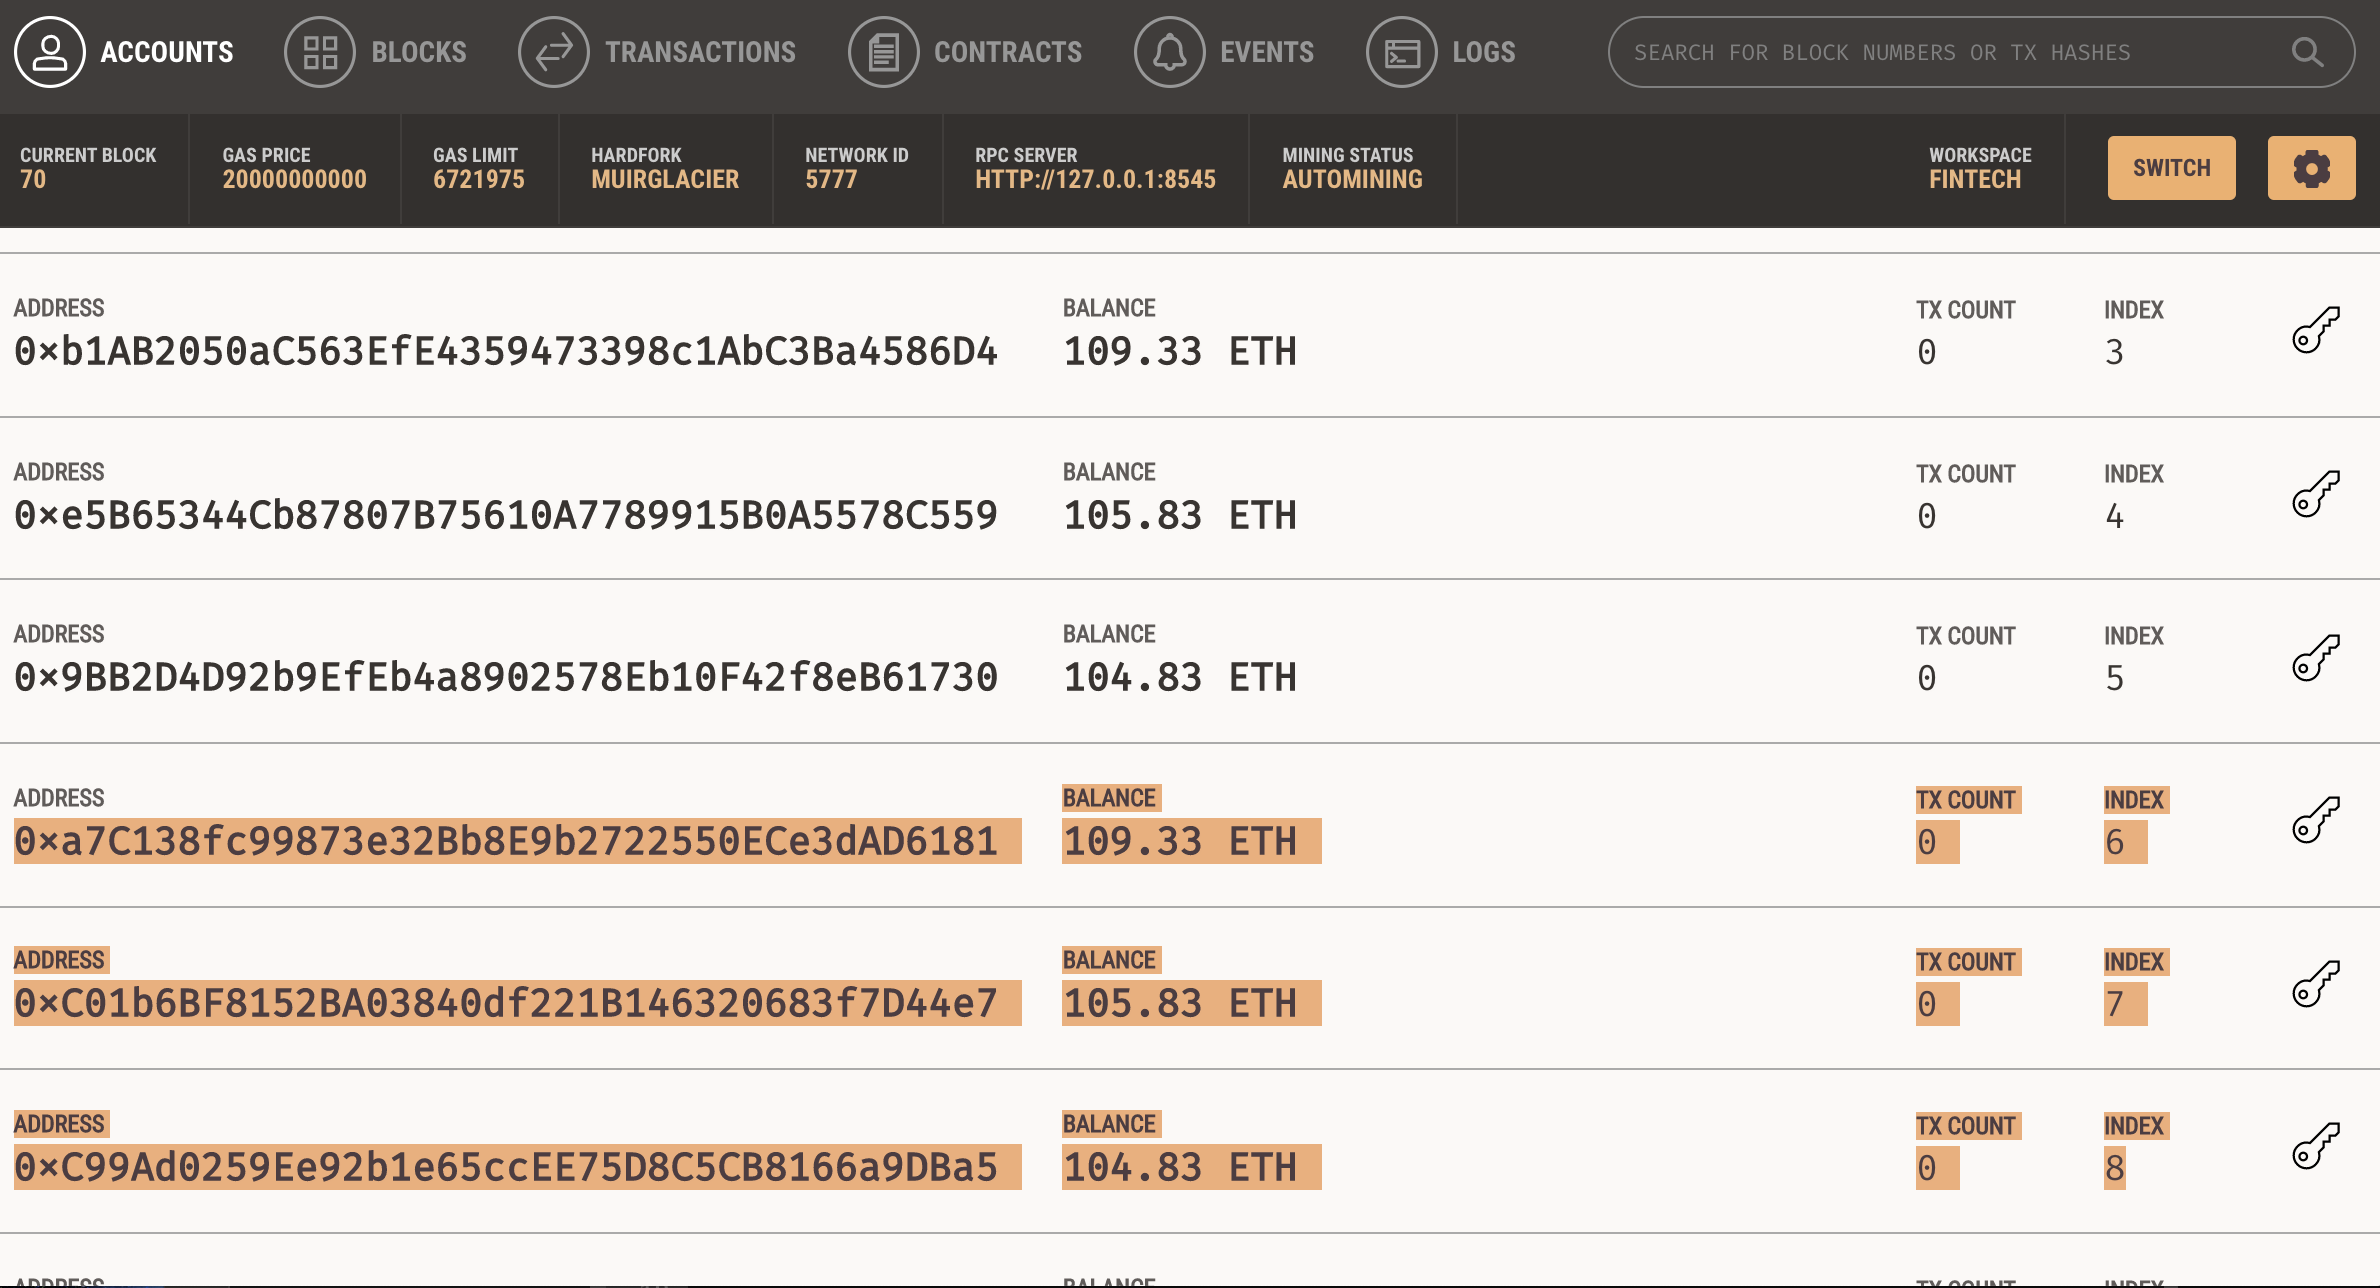 ACCOUNTS BLOCKS TRANSACTIONS CONTRACTS EVENTS LOGS SEARCH FOR BLOCK NUMBERS OR TX HASHES
CURRENT BLOCK GAS PRICE GAS LIMIT HARDFORK NETWORK ID RPC SERVER MINING STATUS WORKSPACE
70 20000000000 6721975 MUIRGLACIER 5777 HTTP://127.0.0.1:8545 AUTOMINING FINTECH SWITCH
ADDRESS BALANCE TX COUNT INDEX
0×b1AB2050aC563EfE4359473398c1AbC3Ba4586D4 109.33 ETH 0 3
ADDRESS BALANCE TX COUNT INDEX
0×e5B65344Cb87807B75610A7789915B0A5578C559 105.83 ETH 0 4
ADDRESS BALANCE TX COUNT INDEX
0×9BB2D4D92b9EfEb4a8902578Eb10F42f8eB61730 104.83 ETH 0 5
ADDRESS BALANCE TX COUNT INDEX
0×a7C138fc99873e32Bb8E9b2722550ECe3dAD6181 109.33 ETH 0 6
ADDRESS BALANCE TX COUNT INDEX
0×C01b6BF8152BA03840df221B146320683f7D44e7 105.83 ETH 0 7
ADDRESS BALANCE TX COUNT INDEX
0×C99Ad0259Ee92b1e65ccEE75D8C5CB8166a9DBa5 104.83 ETH 0 8
ADDRESS BALANCE TX COUNT INDEX